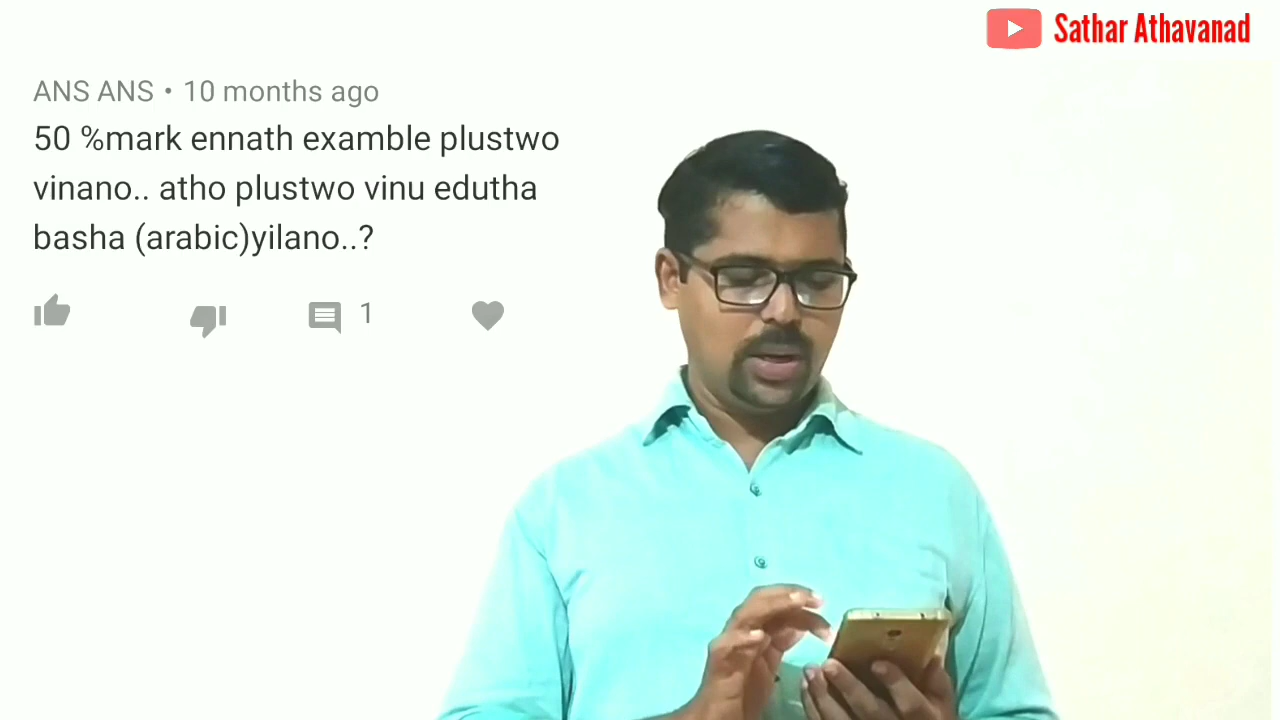 Sathar Athavanad
ANS ANS • 10 months ago
50 %mark ennath examble plustwo
vinano.. atho plustwo vinu edutha
basha (arabic)yilano..?
1